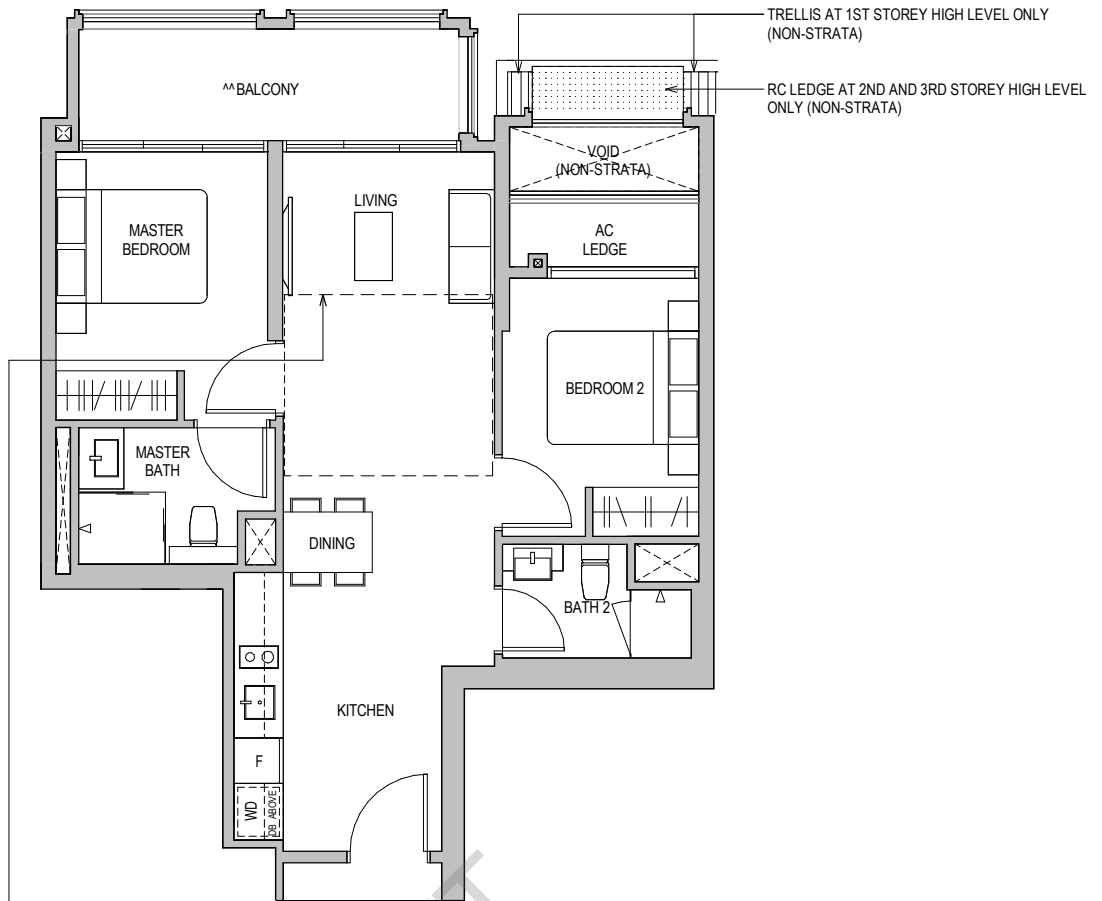 TRELLIS AT 1ST STOREY HIGH LEVEL ONLY
(NON-STRATA)
^^BALCONY
RC LEDGE AT 2ND AND 3RD STOREY HIGH LEVEL
ONLY (NON-STRATA)
VOID
(NON-STRATA)
LIVING
MASTER
BEDROOM
AC
LEDGE
BEDROOM 2
MASTER
BATH
DINING
BATH 2
KITCHEN
F
WD
DB ABOVE